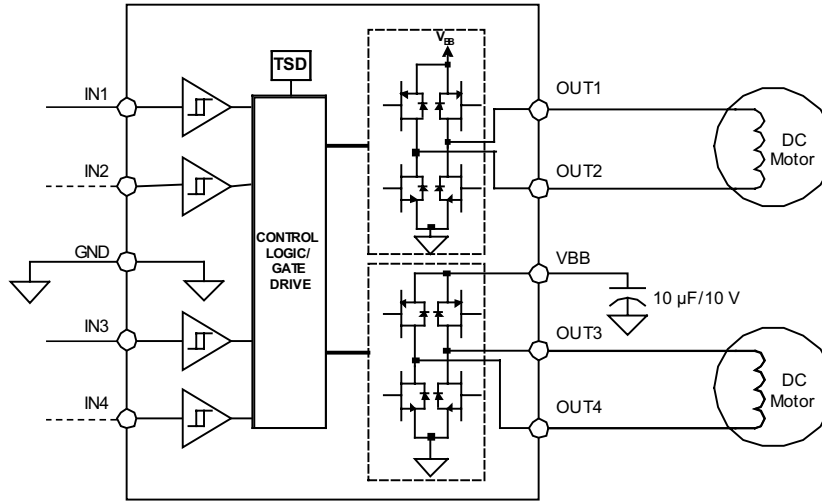 V_BB
TSD
IN1
OUT1
DC
Motor
IN2
OUT2
GND
CONTROL
LOGIC/
GATE
DRIVE
VBB
10 µF/10 V
IN3
OUT3
DC
Motor
IN4
OUT4